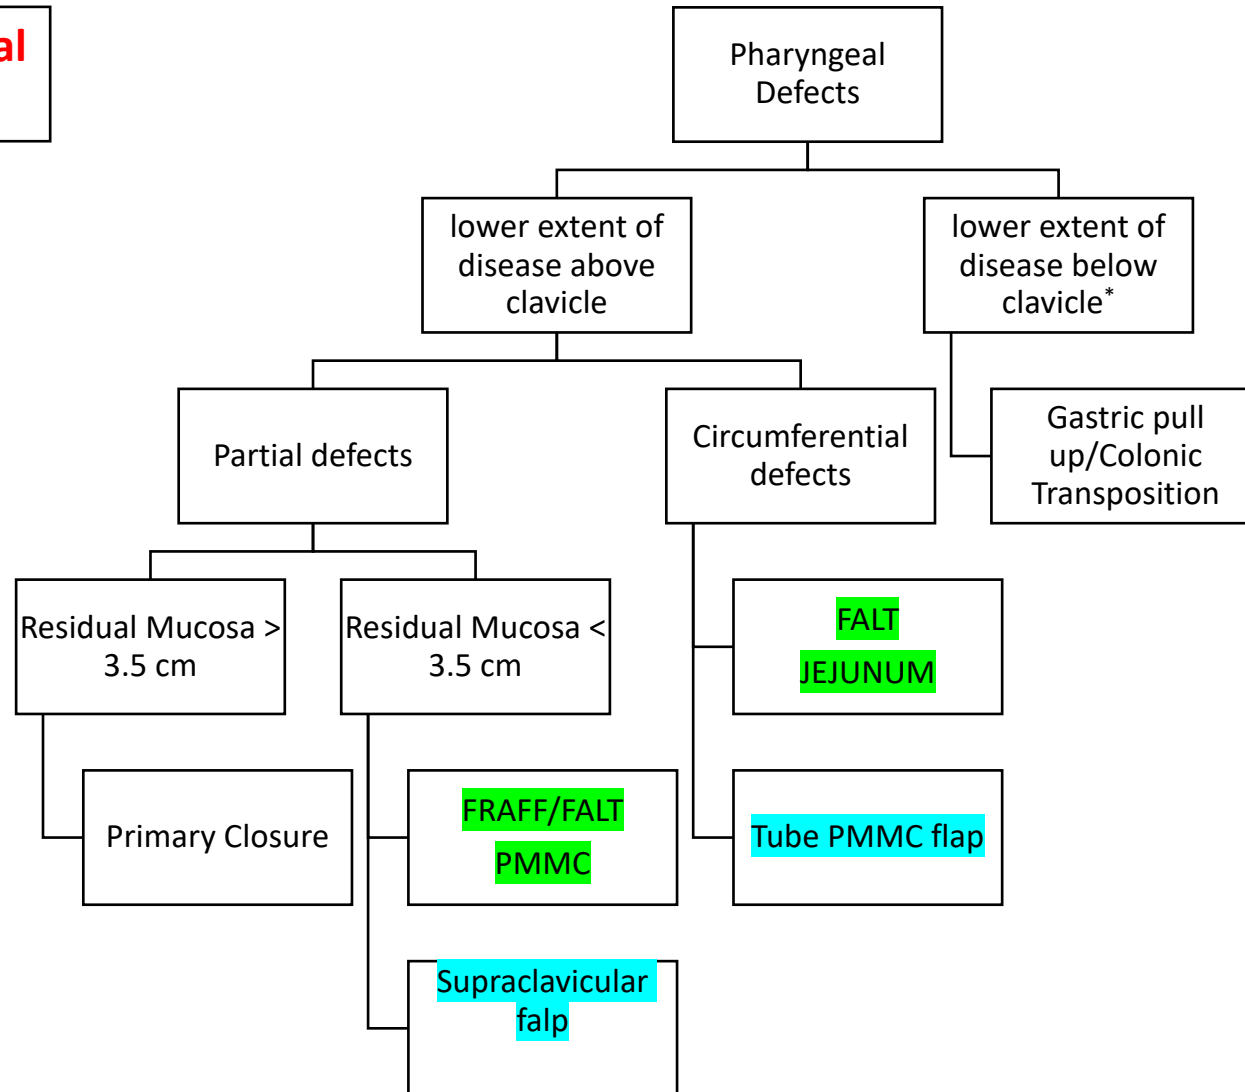 al
Pharyngeal
Defects
lower extent of
disease above
clavicle
lower extent of
disease below
clavicle*
Partial defects
Circumferential
defects
Gastric pull
up/Colonic
Transposition
Residual Mucosa >
3.5 cm
Residual Mucosa <
3.5 cm
FALT
JEJUNUM
Primary Closure
FRAFF/FALT
PMMC
Tube PMMC flap
Supraclavicular
falp